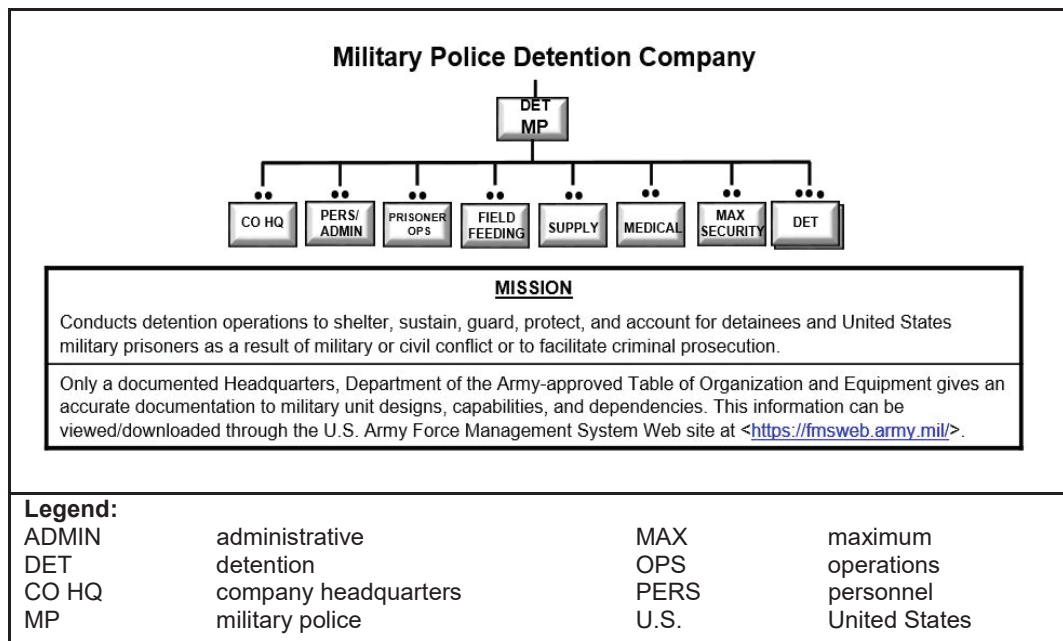 Military Police Detention Company
DET
MP
CO HQ
PERS/
ADMIN
PRISONER
OPS
FIELD
FEEDING
SUPPLY
MEDICAL
MAX
SECURITY
DET
MISSION
Conducts detention operations to shelter, sustain, guard, protect, and account for detainees and United States
military prisoners as a result of military or civil conflict or to facilitate criminal prosecution.
Only a documented Headquarters, Department of the Army-approved Table of Organization and Equipment gives an
accurate documentation to military unit designs, capabilities, and dependencies. This information can be
viewed/downloaded through the U.S. Army Force Management System Web site at <https://fmsweb.army.mil/>.
Legend:
ADMIN administrative MAX maximum
DET detention OPS operations
CO HQ company headquarters PERS personnel
MP military police U.S. United States